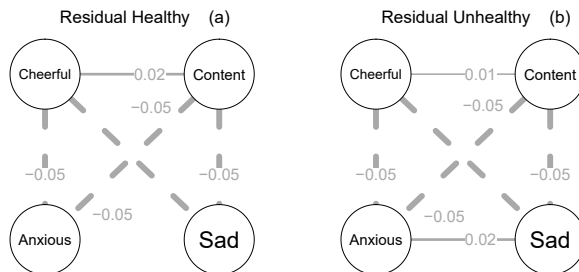 Residual Healthy (a)
Residual Unhealthy (b)
Cheerful
0.02
Content
Cheerful
0.01
Content
−0.05
−0.05
−0.05
−0.05
−0.05
−0.05
−0.05
−0.05
Anxious
Sad
Anxious
0.02
Sad